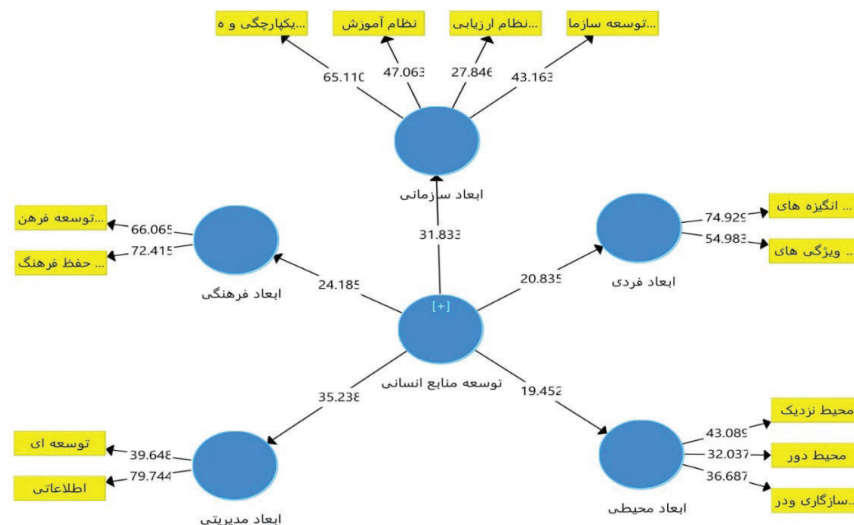 یکپارچگی و ه...
نظام آموزش
نظام ارزیابی...
توسعه سازما...
65.110
47.063
27.846
43.163
ابعاد سازمانی
توسعه فرهن...
66.065
حفظ فرهنگ ...
72.415
ابعاد فرهنگی
انگیزه های ...
74.929
ویژگی های ...
54.983
ابعاد فردی
31.833
24.185
20.835
[+]
توسعه منابع انسانی
35.238
19.452
توسعه ای
39.648
اطلاعاتی
79.744
ابعاد مدیریتی
محیط نزدیک
43.089
محیط دور
32.037
سازگاری ودر...
36.687
ابعاد محیطی